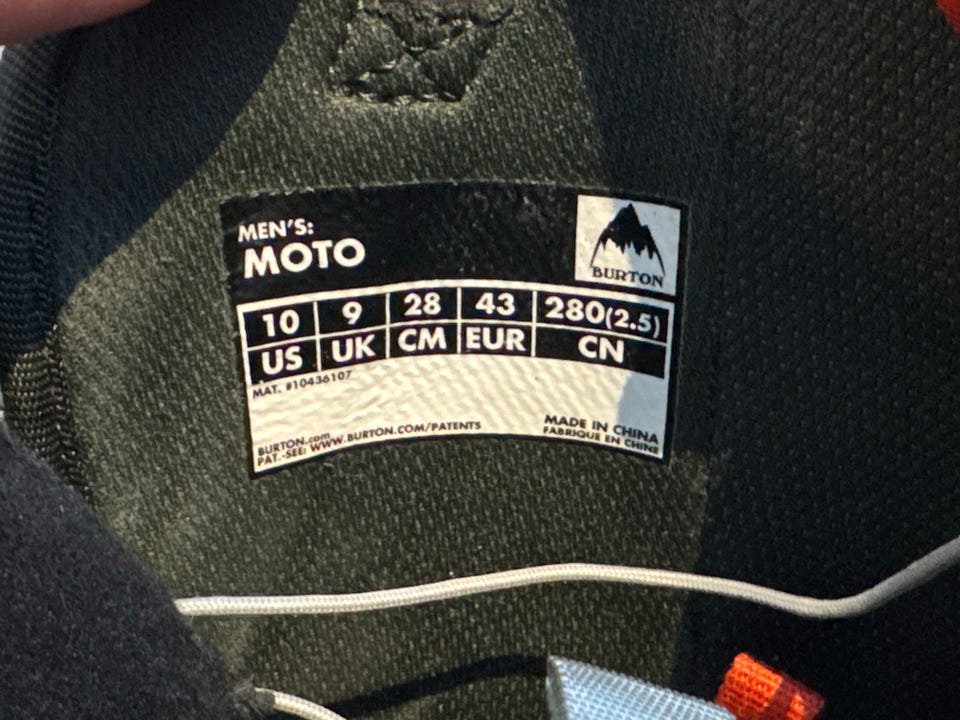 MEN'S:
MOTO
BURTON
10 9 28 43 280(2.5)
US UK CM EUR CN
MAT. #10436107
BURTON.com
PAT.-SEE: WWW.BURTON.COM/PATENTS
MADE IN CHINA
FABRIQUE EN CHINE